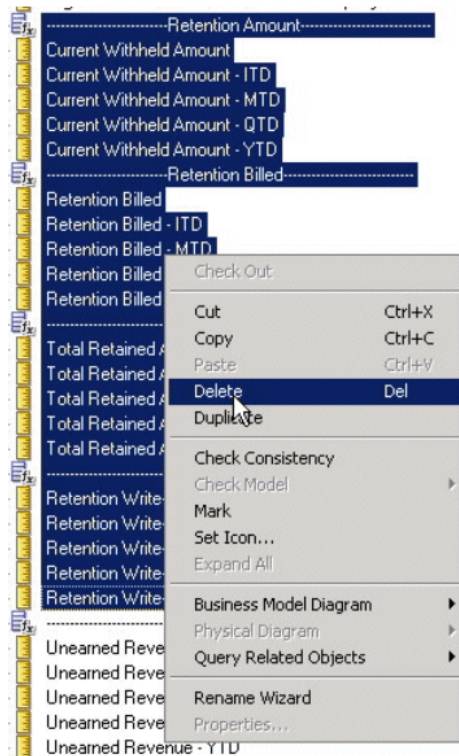 -----------------------Retention Amount-------------------------
Current Withheld Amount
Current Withheld Amount - ITD
Current Withheld Amount - MTD
Current Withheld Amount - QTD
Current Withheld Amount - YTD
-----------------------Retention Billed-------------------------
Retention Billed
Retention Billed - ITD
Retention Billed - MTD
Retention Billed
Retention Billed
Total Retained
Total Retained
Total Retained
Total Retained
Total Retained
Retention Write-
Retention Write-
Retention Write-
Retention Write-
Retention Write-
Unearned Reve
Unearned Reve
Unearned Reve
Unearned Reve
Unearned Revenue - YTD
Check Out
Cut Ctrl+X
Copy Ctrl+C
Paste Ctrl+V
Delete Del
Duplicate
Check Consistency
Check Model
Mark
Set Icon...
Expand All
Business Model Diagram
Physical Diagram
Query Related Objects
Rename Wizard
Properties...